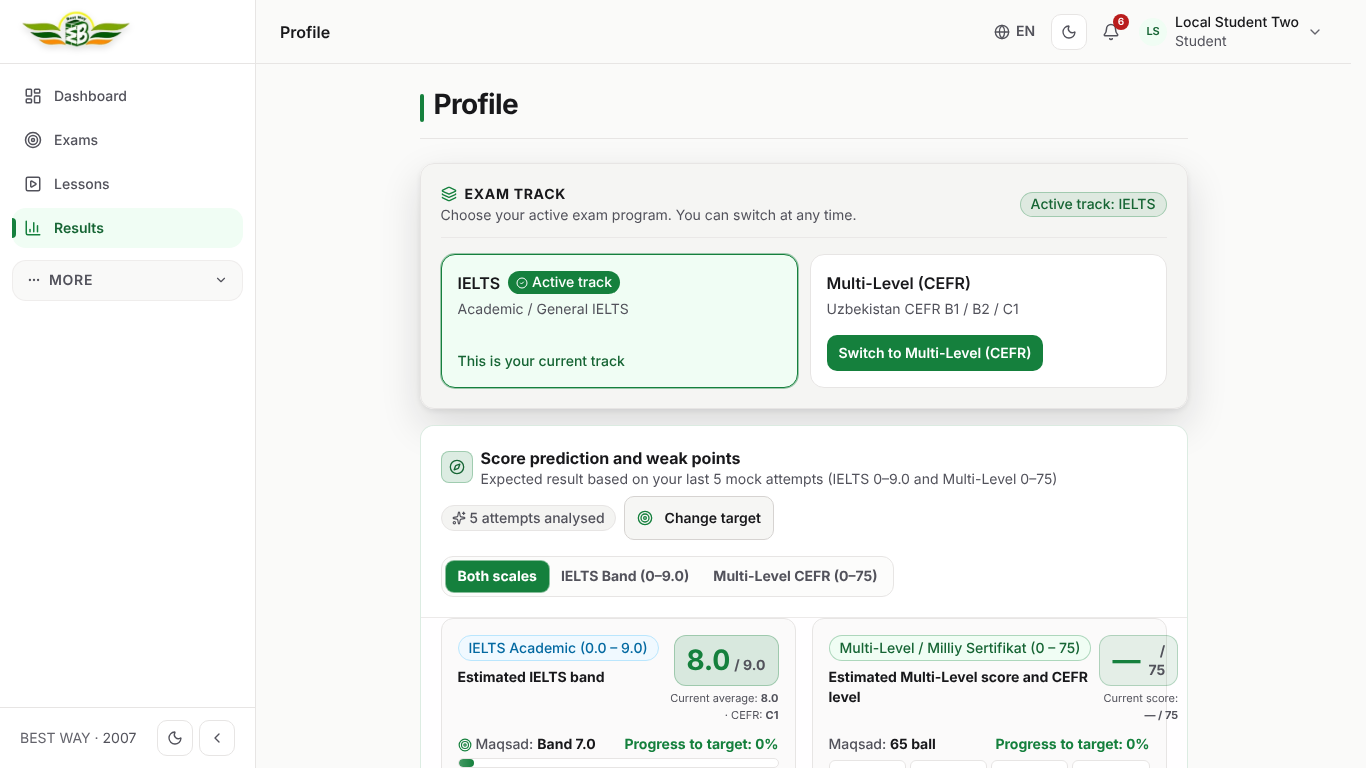 Profile
EN
6
LS
Local Student Two
Student
Dashboard
Exams
Lessons
Results
MORE
BEST WAY · 2007
Profile
EXAM TRACK
Choose your active exam program. You can switch at any time.
Active track: IELTS
IELTS
Active track
Academic / General IELTS
This is your current track
Multi-Level (CEFR)
Uzbekistan CEFR B1 / B2 / C1
Switch to Multi-Level (CEFR)
Score prediction and weak points
Expected result based on your last 5 mock attempts (IELTS 0–9.0 and Multi-Level 0–75)
5 attempts analysed
Change target
Both scales
IELTS Band (0–9.0)
Multi-Level CEFR (0–75)
IELTS Academic (0.0 – 9.0)
Estimated IELTS band
8.0 / 9.0
Current average: 8.0
· CEFR: C1
Maqsad: Band 7.0
Progress to target: 0%
Multi-Level / Milliy Sertifikat (0 – 75)
Estimated Multi-Level score and CEFR
level
— /
75
Current score:
— / 75
Maqsad: 65 ball
Progress to target: 0%